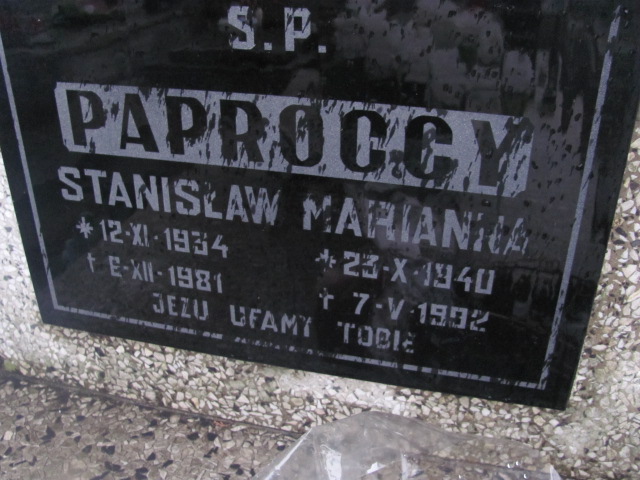 Ś.P.
PAPROCCY
STANISŁAW MARIANNA
* 12-XI-1934 * 23-X-1940
† 6-XII-1981 † 7-V-1992
JEZU UFAMY TOBIE